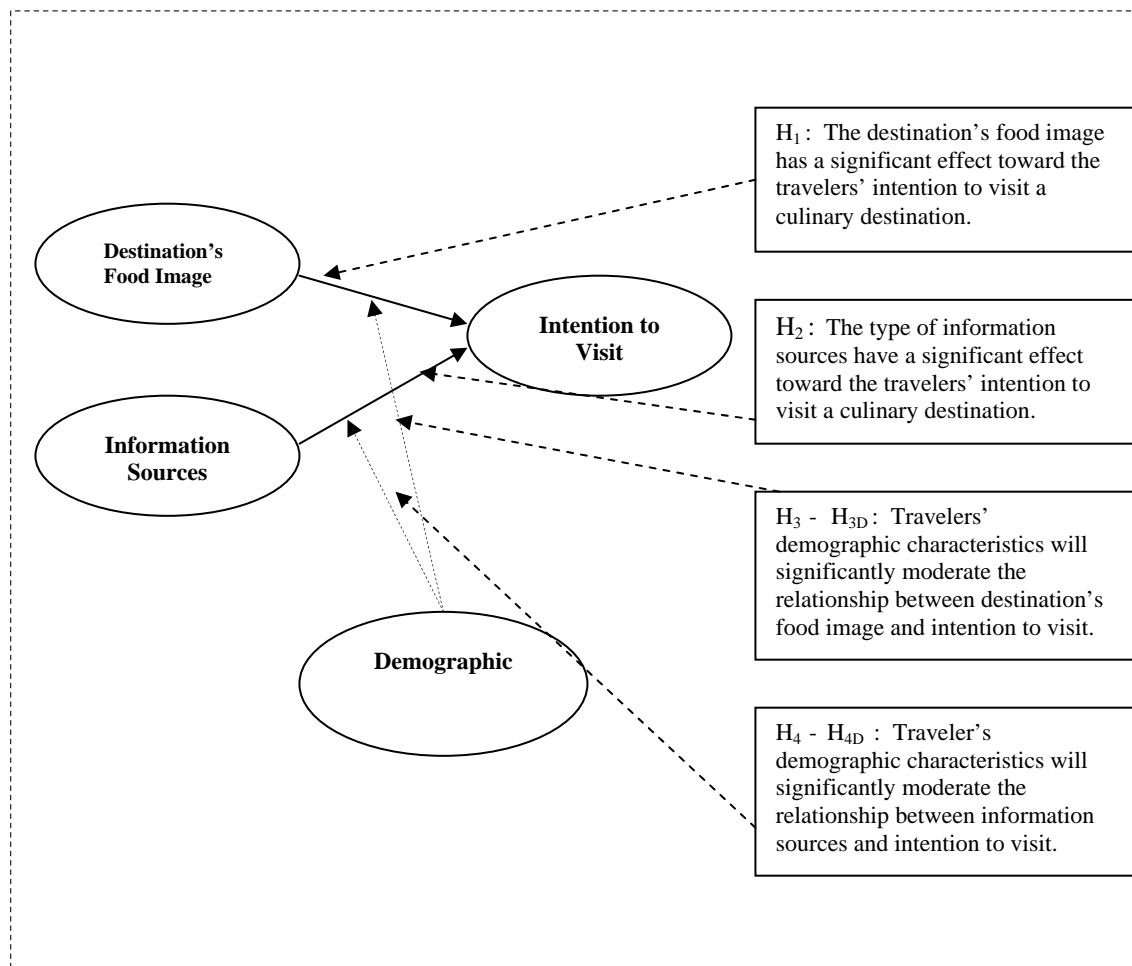 H1 : The destination’s food image
has a significant effect toward the
travelers’ intention to visit a
culinary destination.
Destination’s
Food Image
Intention to
Visit
H2 : The type of information
sources have a significant effect
toward the travelers’ intention to
visit a culinary destination.
Information
Sources
H3 - H3D : Travelers’
demographic characteristics will
significantly moderate the
relationship between destination’s
food image and intention to visit.
Demographic
H4 - H4D : Traveler’s
demographic characteristics will
significantly moderate the
relationship between information
sources and intention to visit.